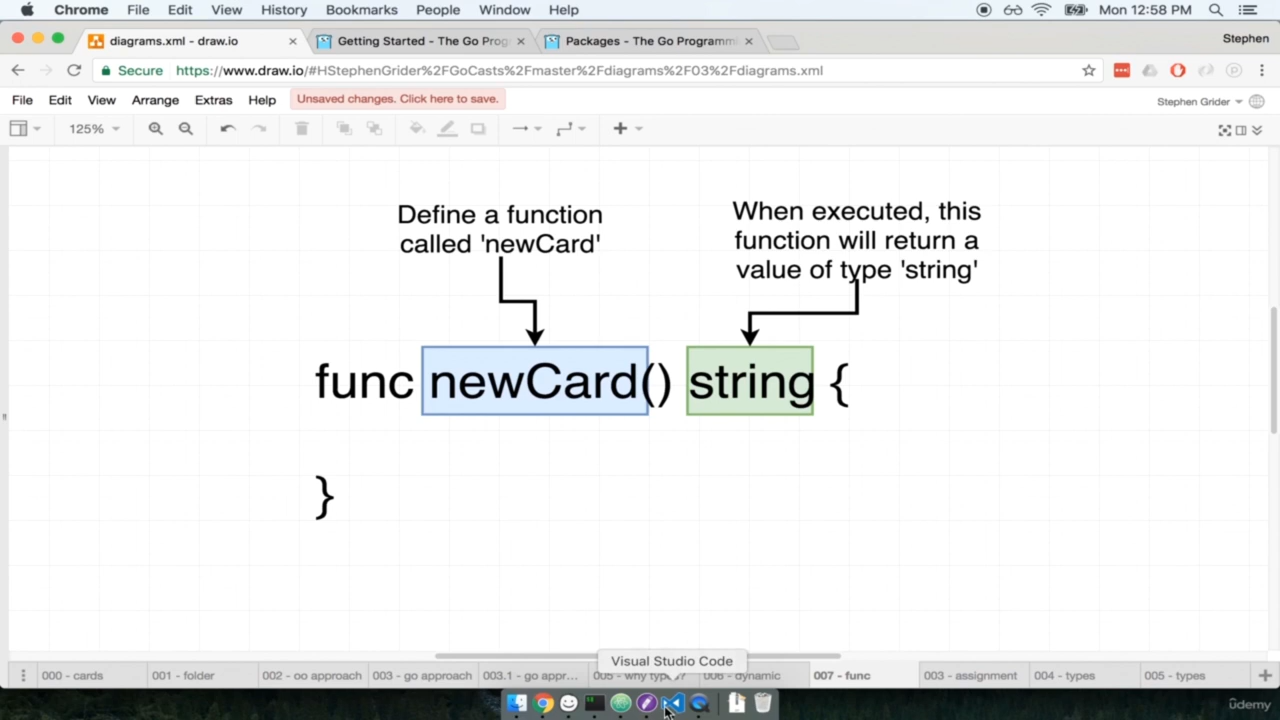 Chrome File Edit View History Bookmarks People Window Help Mon 12:58 PM
diagrams.xml - draw.io Getting Started - The Go Prog Packages - The Go Programmi Stephen
Secure https://www.draw.io/#HStephenGrider%2FGoCasts%2Fmaster%2Fdiagrams%2F03%2Fdiagrams.xml
File Edit View Arrange Extras Help Unsaved changes. Click here to save. Stephen Grider
125%
Define a function
called 'newCard'
When executed, this
function will return a
value of type 'string'
func newCard() string {
}
Visual Studio Code
000 - cards 001 - folder 002 - oo approach 003 - go approach 003.1 - go appr... 005 - why types? 006 - dynamic 007 - func 003 - assignment 004 - types 005 - types
ûdemy